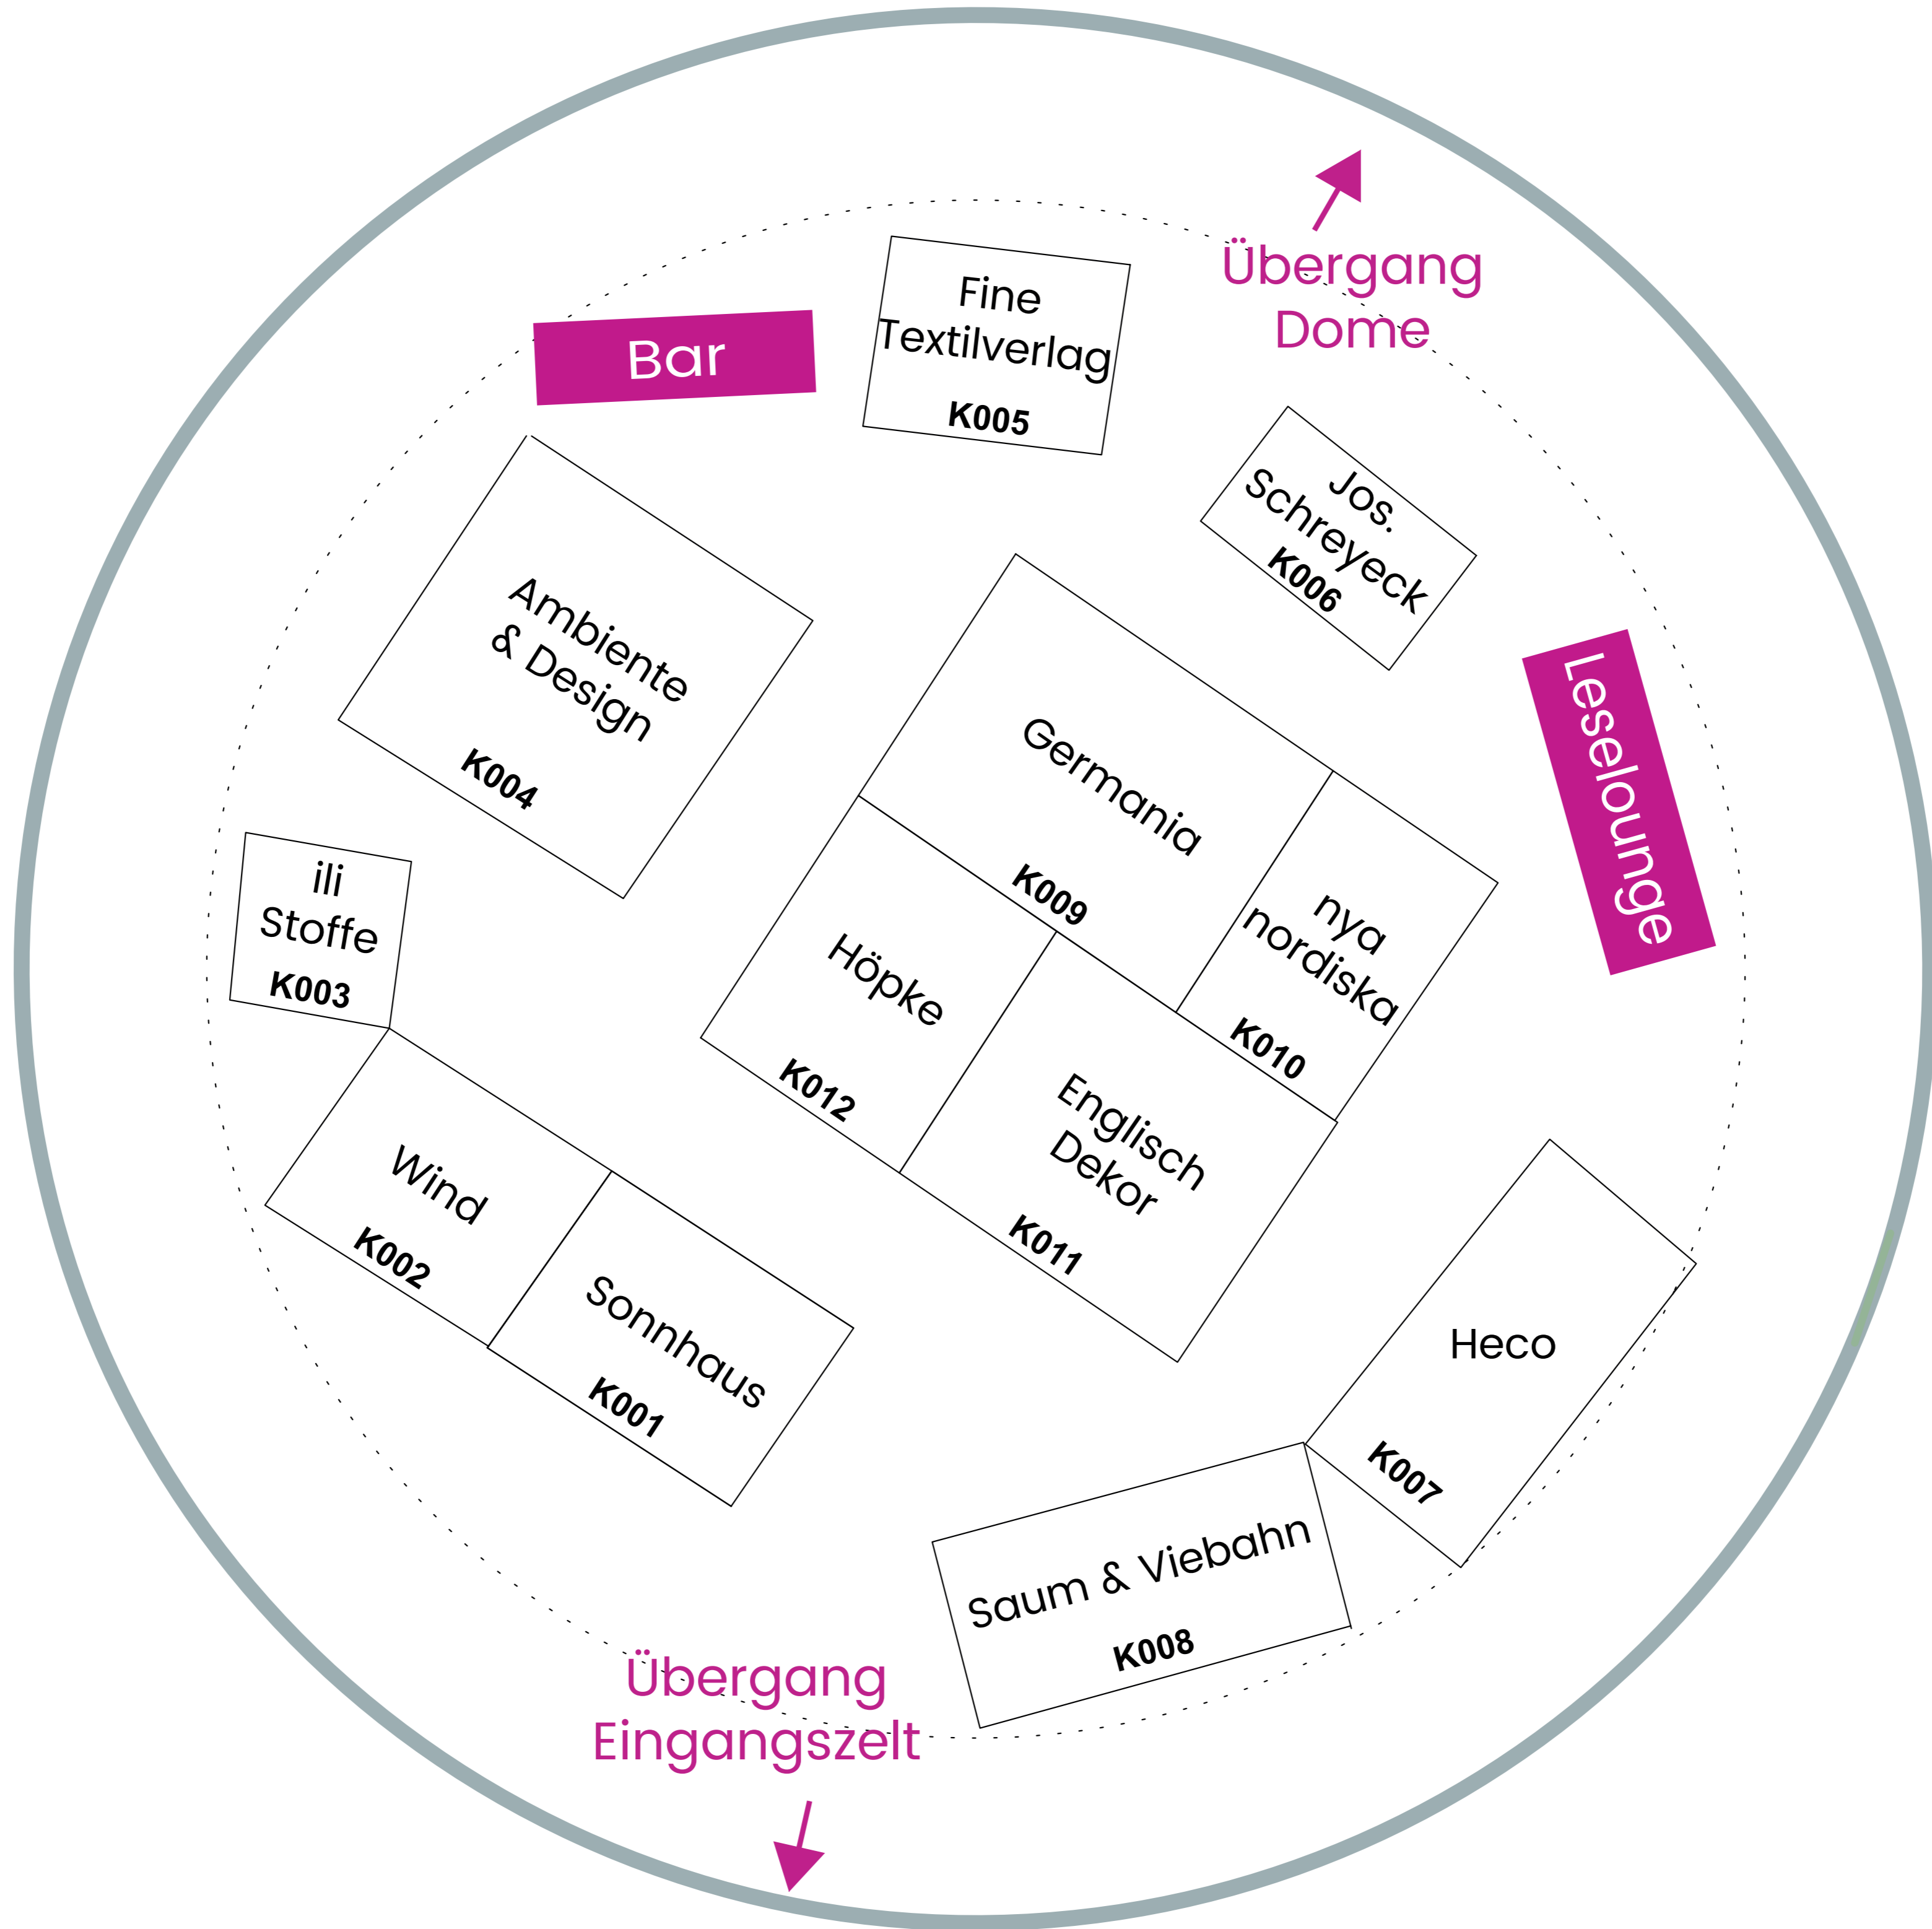 Übergang
Dome
Fine
Textilverlag
K005
Bar
Jos.
Schreyeck
K006
Ambiente
& Design
K004
Leselounge
Germania
K009
nya
nordiska
K010
ili
Stoffe
K003
Höpke
K012
Englisch
Dekor
K011
Wind
K002
Sonnhaus
K001
Heco
K007
Saum & Viebahn
K008
Übergang
Eingangszelt